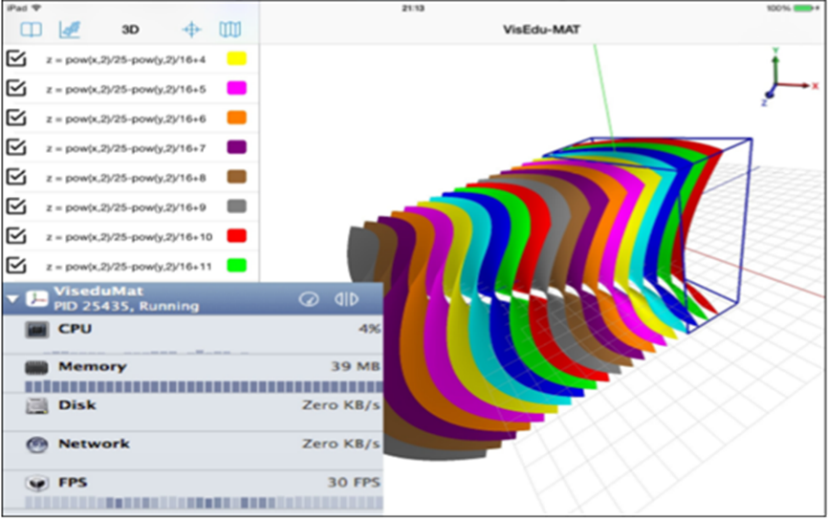 iPad 21:13 100%
3D VisEdu-MAT
z = pow(x,2)/25-pow(y,2)/16+4
z = pow(x,2)/25-pow(y,2)/16+5
z = pow(x,2)/25-pow(y,2)/16+6
z = pow(x,2)/25-pow(y,2)/16+7
z = pow(x,2)/25-pow(y,2)/16+8
z = pow(x,2)/25-pow(y,2)/16+9
z = pow(x,2)/25-pow(y,2)/16+10
z = pow(x,2)/25-pow(y,2)/16+11
Y
X
Z
ViseduMat
PID 25435, Running
CPU 4%
Memory 39 MB
Disk Zero KB/s
Network Zero KB/s
FPS 30 FPS